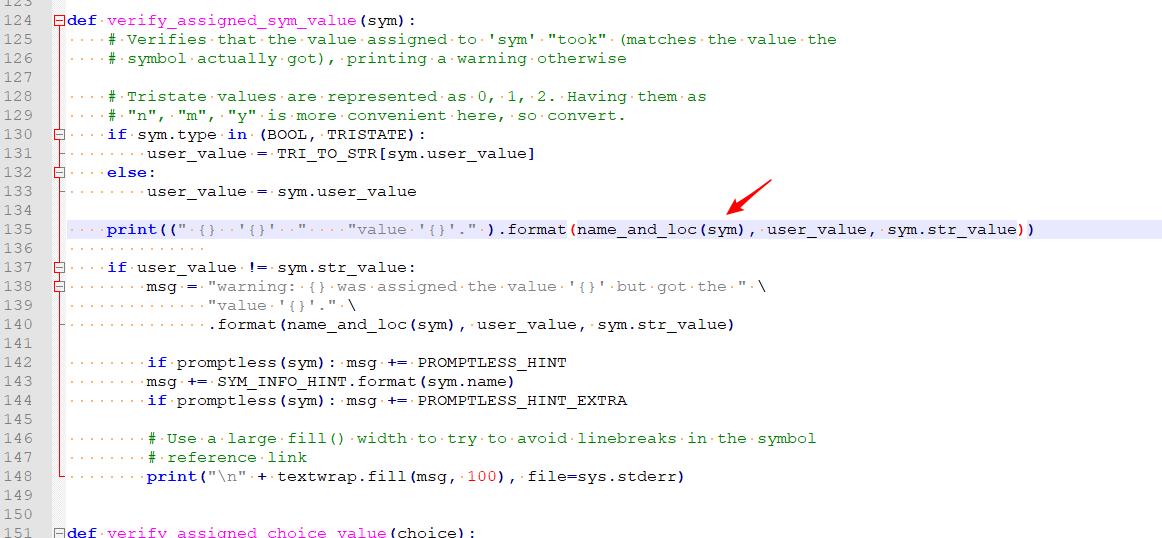 123
124 def verify_assigned_sym_value(sym):
125     # Verifies that the value assigned to 'sym' "took" (matches the value the
126     # symbol actually got), printing a warning otherwise
127
128     # Tristate values are represented as 0, 1, 2. Having them as
129     # "n", "m", "y" is more convenient here, so convert.
130     if sym.type in (BOOL, TRISTATE):
131         user_value = TRI_TO_STR[sym.user_value]
132     else:
133         user_value = sym.user_value
134
135     print((" {}  '{}'  "    "value '{}'." ).format(name_and_loc(sym), user_value, sym.str_value))
136
137     if user_value != sym.str_value:
138         msg = "warning: {} was assigned the value '{}' but got the " \
139               "value '{}'." \
140               .format(name_and_loc(sym), user_value, sym.str_value)
141
142         if promptless(sym): msg += PROMPTLESS_HINT
143         msg += SYM_INFO_HINT.format(sym.name)
144         if promptless(sym): msg += PROMPTLESS_HINT_EXTRA
145
146         # Use a large fill() width to try to avoid linebreaks in the symbol
147         # reference link
148         print("\n" + textwrap.fill(msg, 100), file=sys.stderr)
149
150
151 def verify_assigned_choice_value(choice):